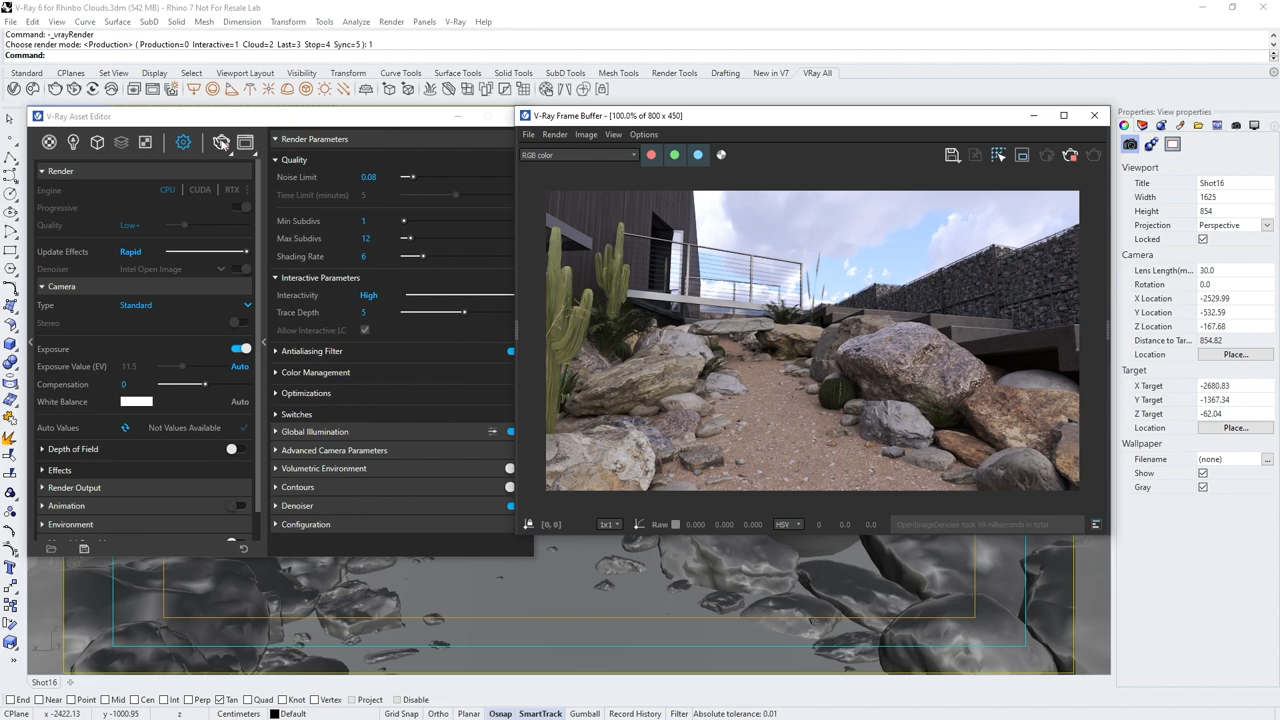 V-Ray 6 for Rhinbo Clouds.3dm (542 MB) - Rhino 7 Not For Resale Lab
File Edit View Curve Surface SubD Solid Mesh Dimension Transform Tools Analyze Render Panels V-Ray Help
Command: -_vrayRender
Choose render mode: <Production> ( Production=0 Interactive=1 Cloud=2 Last=3 Stop=4 Sync=5 ): 1
Command:
Standard CPlanes Set View Display Select Viewport Layout Visibility Transform Curve Tools Surface Tools Solid Tools SubD Tools Mesh Tools Render Tools Drafting New in V7 VRay All
V-Ray Asset Editor
Render
Engine CPU CUDA RTX
Progressive
Quality Low+
Update Effects Rapid
Denoiser Intel Open Image
Camera
Type Standard
Stereo
Exposure
Exposure Value (EV) 11.5 Auto
Compensation 0
White Balance Auto
Auto Values Not Values Available
Depth of Field
Effects
Render Output
Animation
Environment
Render Parameters
Quality
Noise Limit 0.08
Time Limit (minutes) 5
Min Subdivs 1
Max Subdivs 12
Shading Rate 6
Interactive Parameters
Interactivity High
Trace Depth 5
Allow Interactive LC
Antialiasing Filter
Color Management
Optimizations
Switches
Global Illumination
Advanced Camera Parameters
Volumetric Environment
Contours
Denoiser
Configuration
V-Ray Frame Buffer - [100.0% of 800 x 450]
File Render Image View Options
RGB color
[0, 0] 1x1 Raw 0.000 0.000 0.000 HSV 0 0.0 0.0 OpenImageDenoise took 99 milliseconds in total
Properties: View properties
Viewport
Title Shot16
Width 1625
Height 854
Projection Perspective
Locked
Camera
Lens Length(m... 30.0
Rotation 0.0
X Location -2529.99
Y Location -532.59
Z Location -167.68
Distance to Tar... 854.82
Location Place...
Target
X Target -2680.83
Y Target -1367.34
Z Target -62.04
Location Place...
Wallpaper
Filename (none) ...
Show
Gray
Shot16
End Near Point Mid Cen Int Perp Tan Quad Knot Vertex Project Disable
CPlane x -2422.13 y -1000.95 z Centimeters Default Grid Snap Ortho Planar Osnap SmartTrack Gumball Record History Filter Absolute tolerance: 0.01